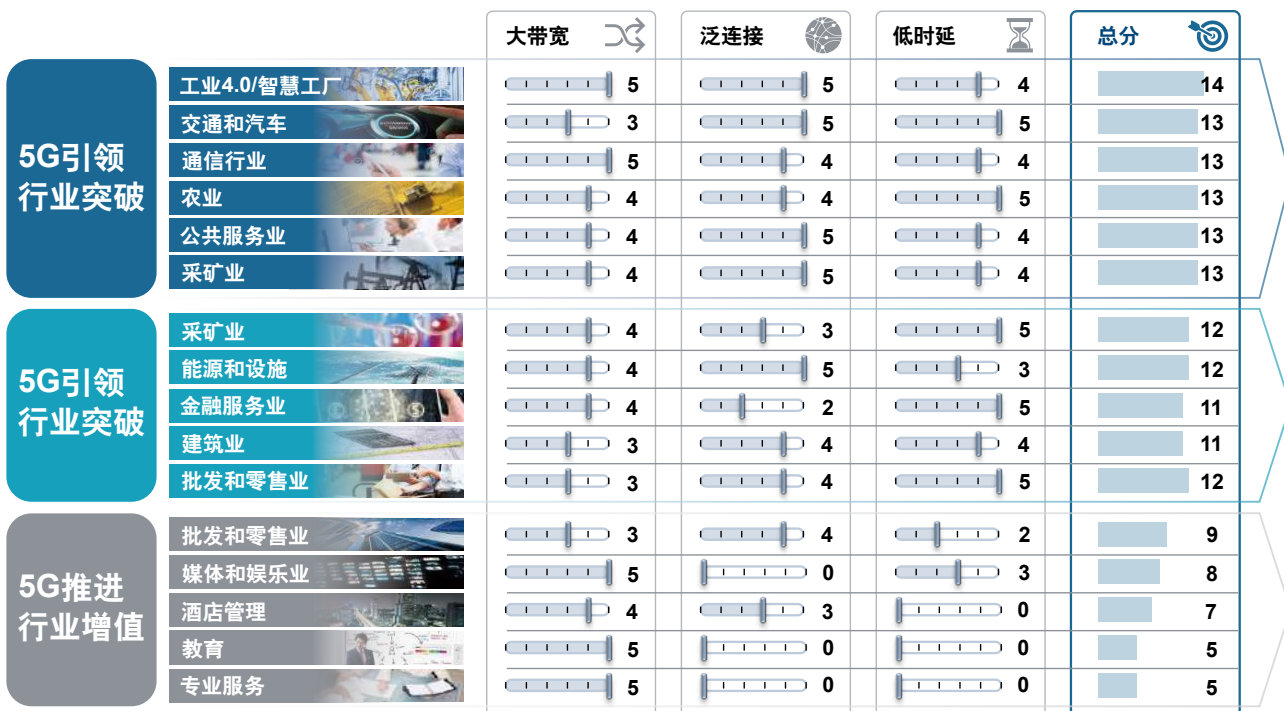 大带宽 泛连接 低时延 总分
5G引领
行业突破
工业4.0/智慧工厂 5 5 4 14
交通和汽车 3 5 5 13
通信行业 5 4 4 13
农业 4 4 5 13
公共服务业 4 5 4 13
采矿业 4 5 4 13
5G引领
行业突破
采矿业 4 3 5 12
能源和设施 4 5 3 12
金融服务业 4 2 5 11
建筑业 3 4 4 11
批发和零售业 3 4 5 12
5G推进
行业增值
批发和零售业 3 4 2 9
媒体和娱乐业 5 0 3 8
酒店管理 4 3 0 7
教育 5 0 0 5
专业服务 5 0 0 5